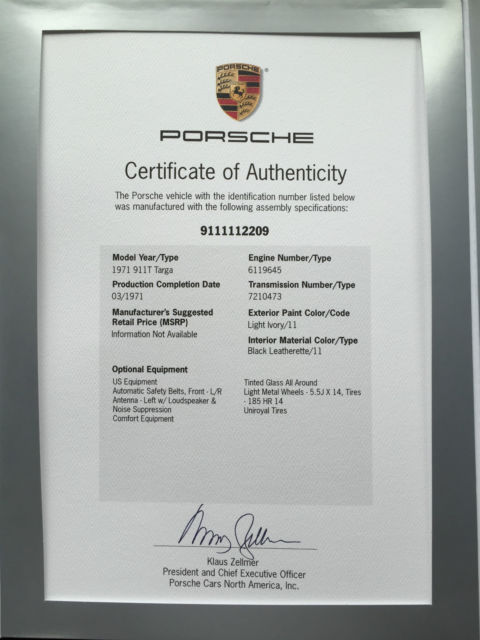 PORSCHE
PORSCHE
Certificate of Authenticity
The Porsche vehicle with the identification number listed below
was manufactured with the following assembly specifications:
9111112209
Model Year/Type
1971 911T Targa
Production Completion Date
03/1971
Manufacturer's Suggested
Retail Price (MSRP)
Information Not Available
Engine Number/Type
6119645
Transmission Number/Type
7210473
Exterior Paint Color/Code
Light Ivory/11
Interior Material Color/Type
Black Leatherette/11
Optional Equipment
US Equipment
Automatic Safety Belts, Front - L/R
Antenna - Left w/ Loudspeaker &
Noise Suppression
Comfort Equipment
Tinted Glass All Around
Light Metal Wheels - 5.5J X 14, Tires
- 185 HR 14
Uniroyal Tires
Klaus Zellmer
President and Chief Executive Officer
Porsche Cars North America, Inc.